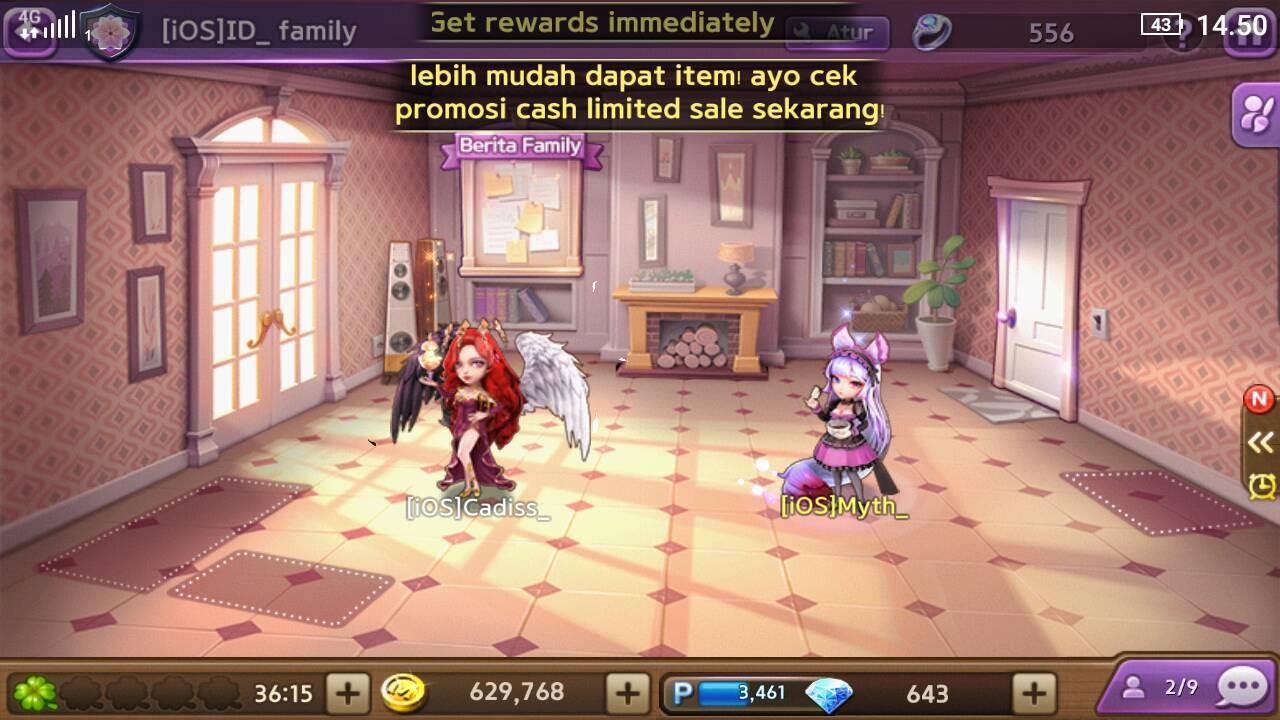 4G
1
[iOS]ID_ family
Get rewards immediately
Atur
556
43
?
14.50
lebih mudah dapat item! ayo cek
promosi cash limited sale sekarang!
Berita Family
N
[iOS]Cadiss_
[iOS]Myth_
36:15
+
629,768
+
P
3,461
643
+
2/9